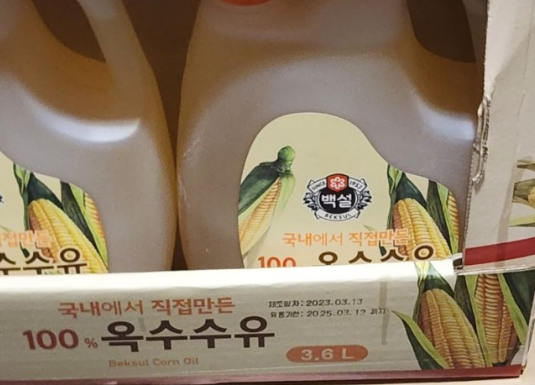 SINCE 1953
백설
BEKSUL
국내에서 직접만든
100 옥수수유
접만든
수수유
국내에서 직접만든
100 % 옥수수유
Beksul Corn Oil
제조일자:2023.03.13
유통기한:2025.03.12 까지
3.6 L